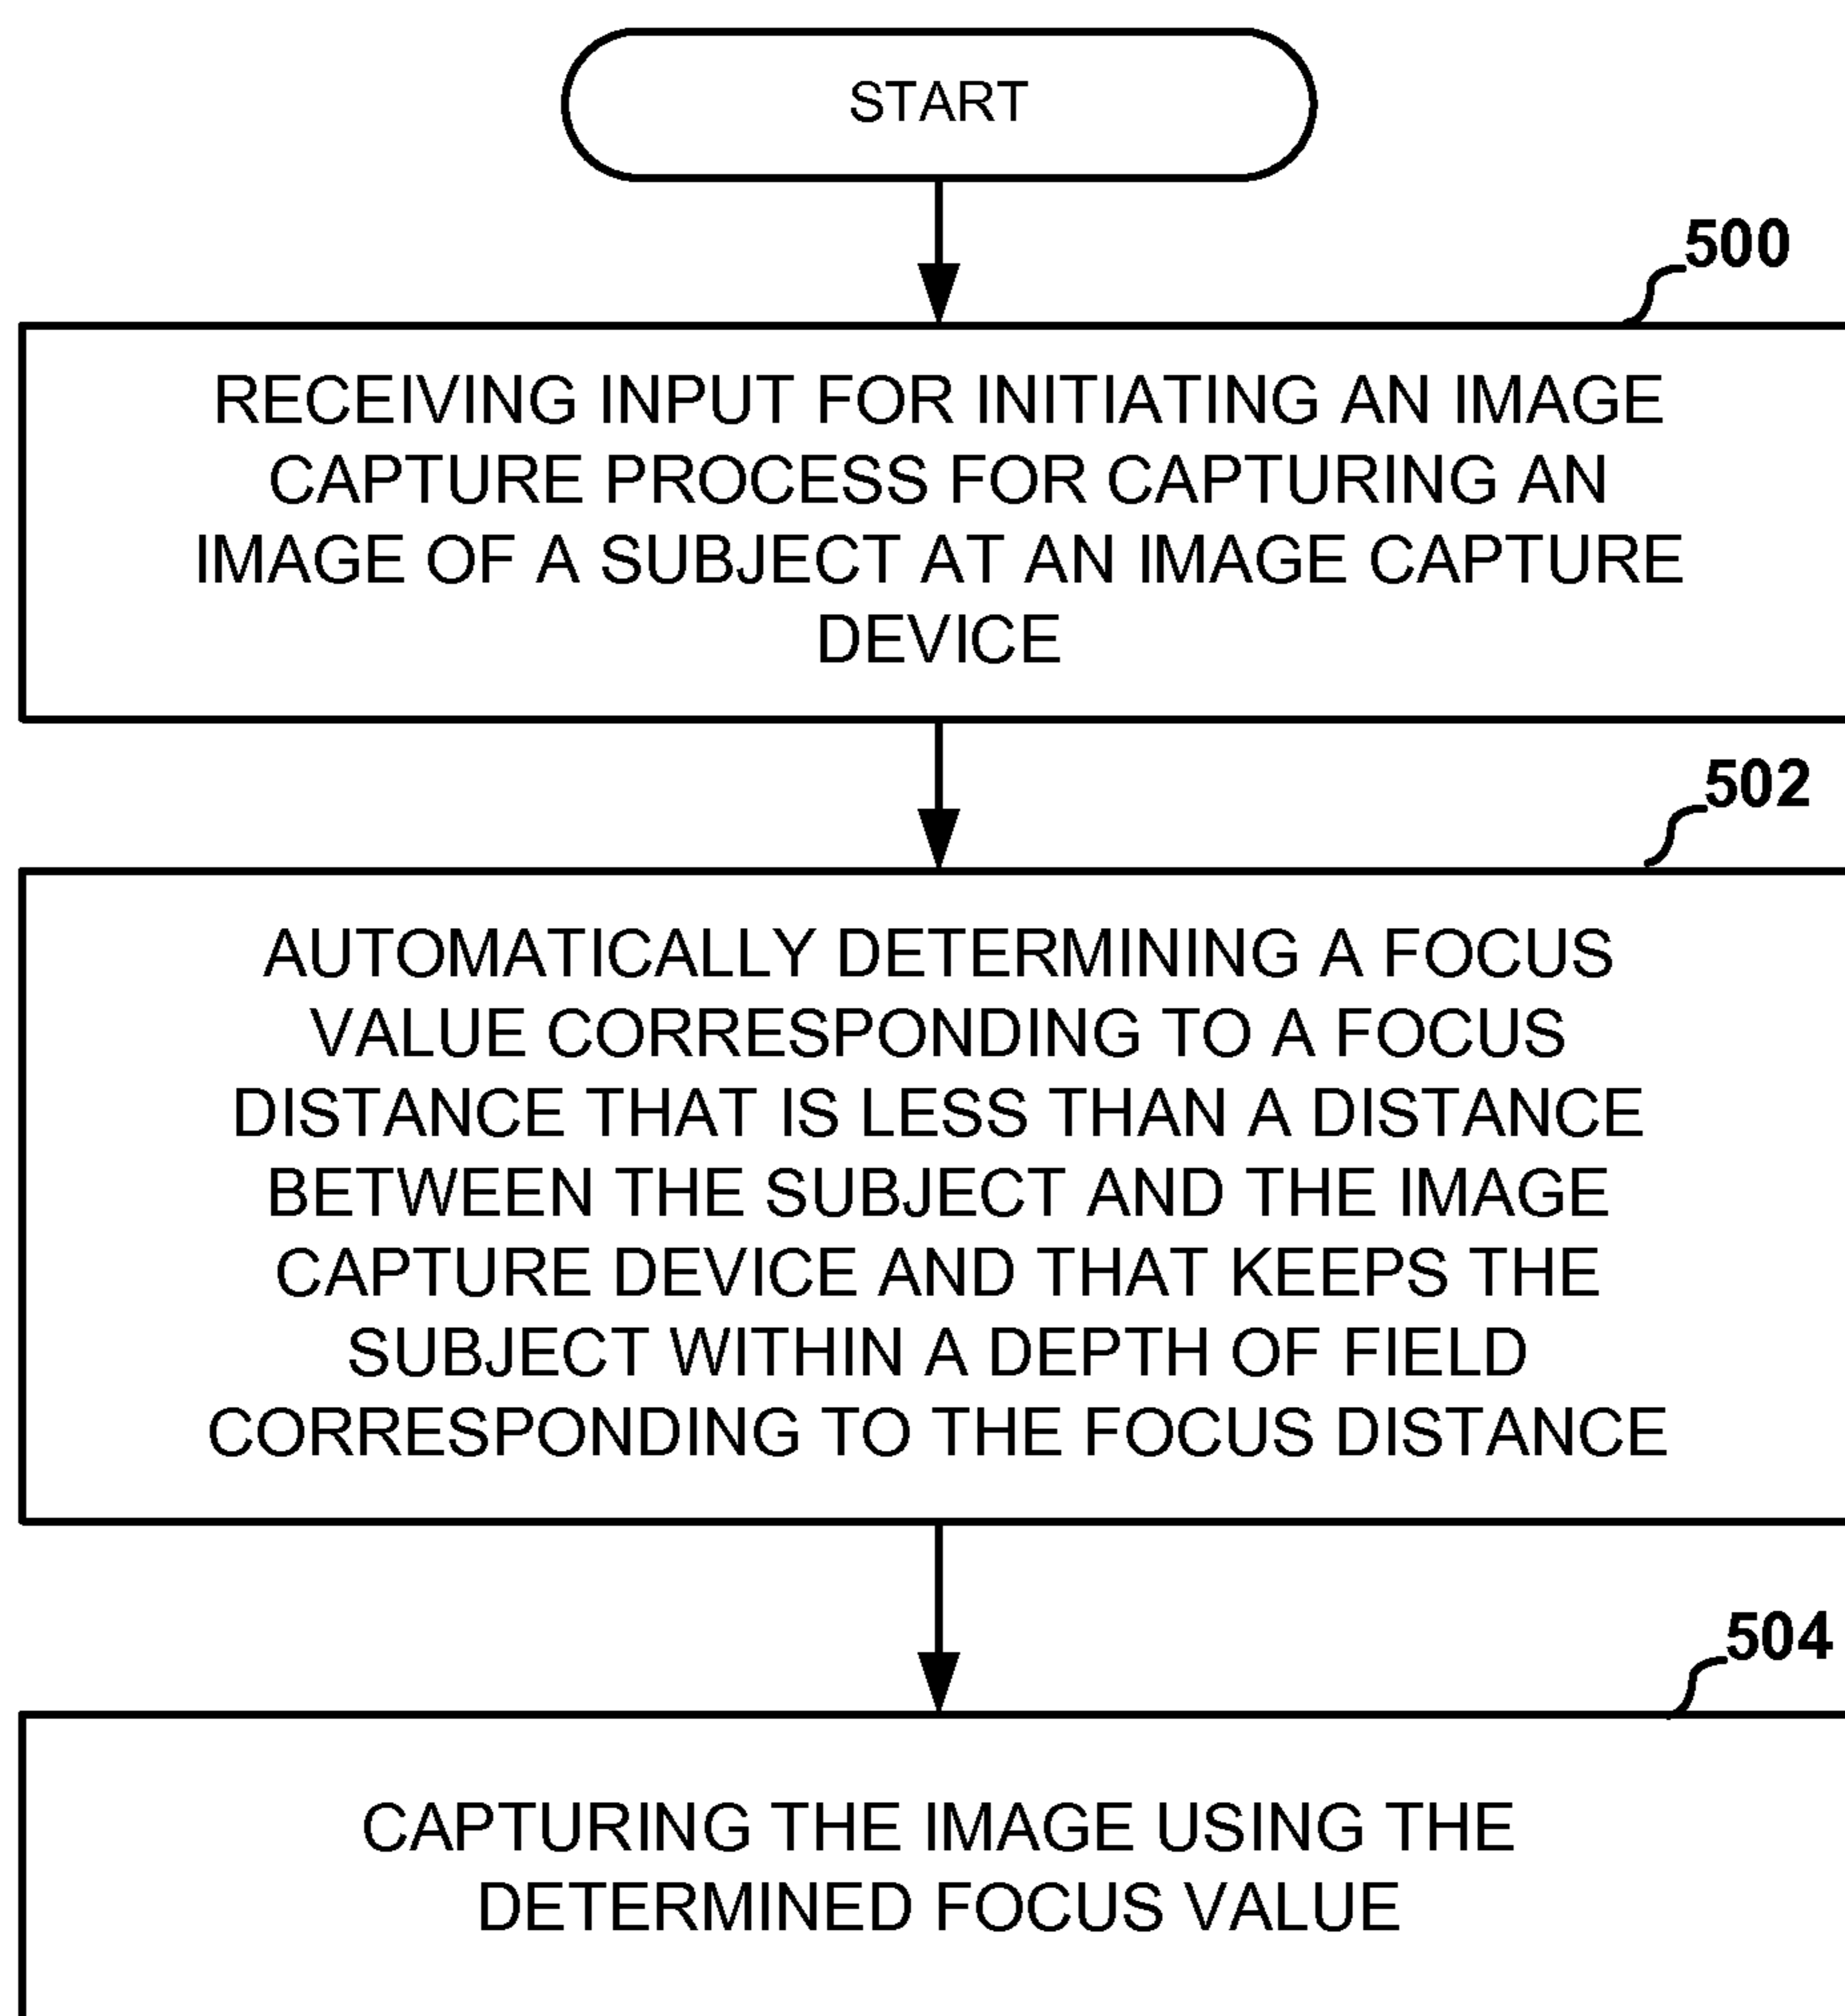 START
500
RECEIVING INPUT FOR INITIATING AN IMAGE
CAPTURE PROCESS FOR CAPTURING AN
IMAGE OF A SUBJECT AT AN IMAGE CAPTURE
DEVICE
502
AUTOMATICALLY DETERMINING A FOCUS
VALUE CORRESPONDING TO A FOCUS
DISTANCE THAT IS LESS THAN A DISTANCE
BETWEEN THE SUBJECT AND THE IMAGE
CAPTURE DEVICE AND THAT KEEPS THE
SUBJECT WITHIN A DEPTH OF FIELD
CORRESPONDING TO THE FOCUS DISTANCE
504
CAPTURING THE IMAGE USING THE
DETERMINED FOCUS VALUE